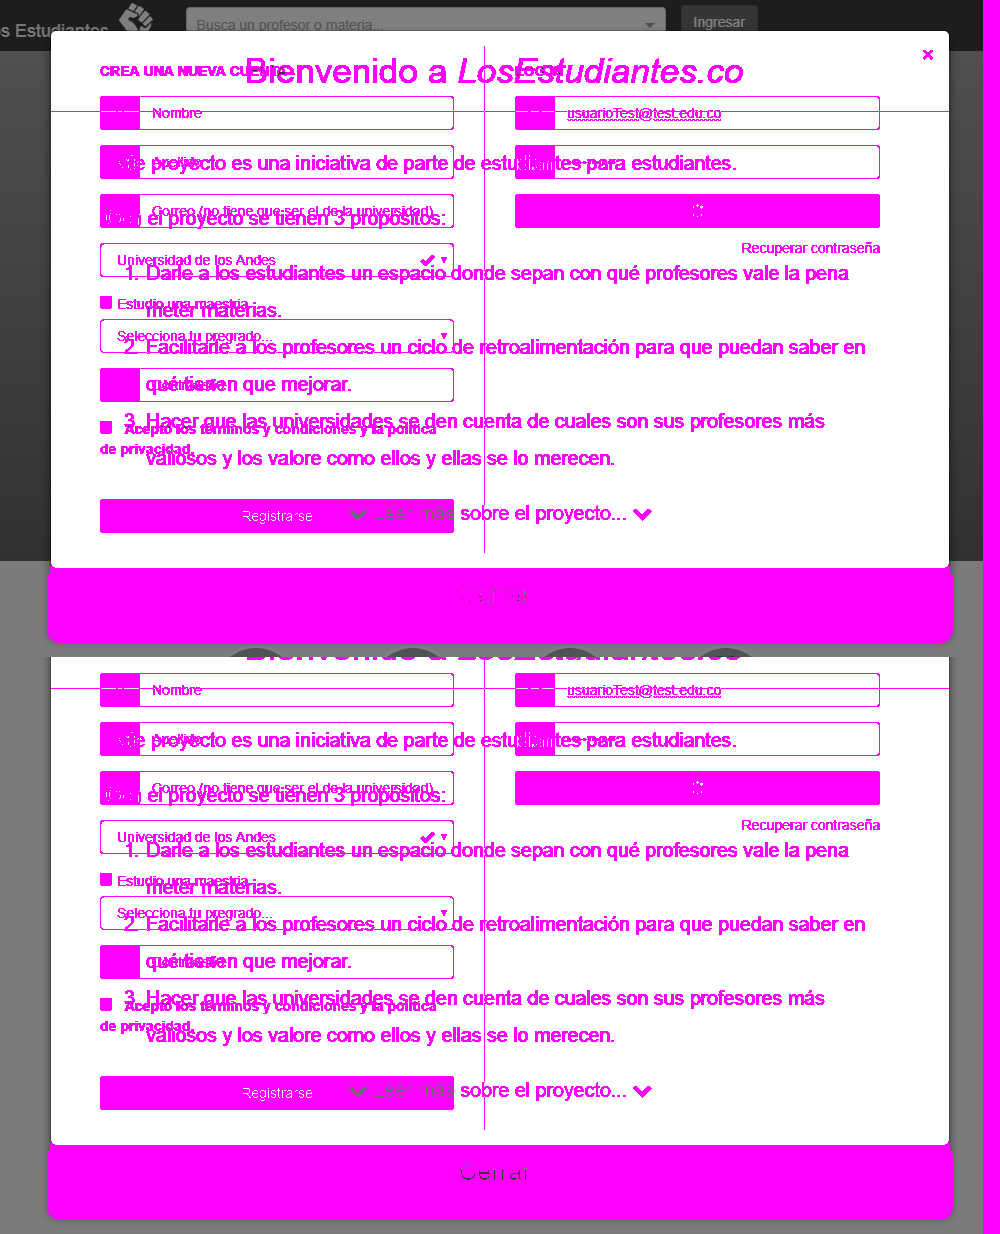 s Estudiantes
Busca un profesor o materia...
Ingresar
CREA UNA NUEVA CUENTA
Bienvenido a LosEstudiantes.co
×
Nombre
usuarioTest@test.edu.co
proyecto es una iniciativa de parte de estudiantes para estudiantes.
Correo (no tiene que ser el de la universidad)
en el proyecto se tienen 3 propósitos:
Recuperar contraseña
Universidad de los Andes
1. Darle a los estudiantes un espacio donde sepan con qué profesores vale la pena
Estudio una maestria
meter materias.
Selecciona tu pregrado...
2. Facilitarle a los profesores un ciclo de retroalimentación para que puedan saber en
qué tienen que mejorar.
3. Hacer que las universidades se den cuenta de cuales son sus profesores más
Acepto los términos y condiciones y la política
de privacidad.
valiosos y los valore como ellos y ellas se lo merecen.
Registrarse
Leer más sobre el proyecto...
Bienvenido a LosEstudiantes.co
Nombre
usuarioTest@test.edu.co
proyecto es una iniciativa de parte de estudiantes para estudiantes.
Correo (no tiene que ser el de la universidad)
en el proyecto se tienen 3 propósitos:
Recuperar contraseña
Universidad de los Andes
1. Darle a los estudiantes un espacio donde sepan con qué profesores vale la pena
Estudio una maestria
meter materias.
Selecciona tu pregrado...
2. Facilitarle a los profesores un ciclo de retroalimentación para que puedan saber en
qué tienen que mejorar.
3. Hacer que las universidades se den cuenta de cuales son sus profesores más
Acepto los términos y condiciones y la política
de privacidad.
valiosos y los valore como ellos y ellas se lo merecen.
Registrarse
Leer más sobre el proyecto...
Cerrar